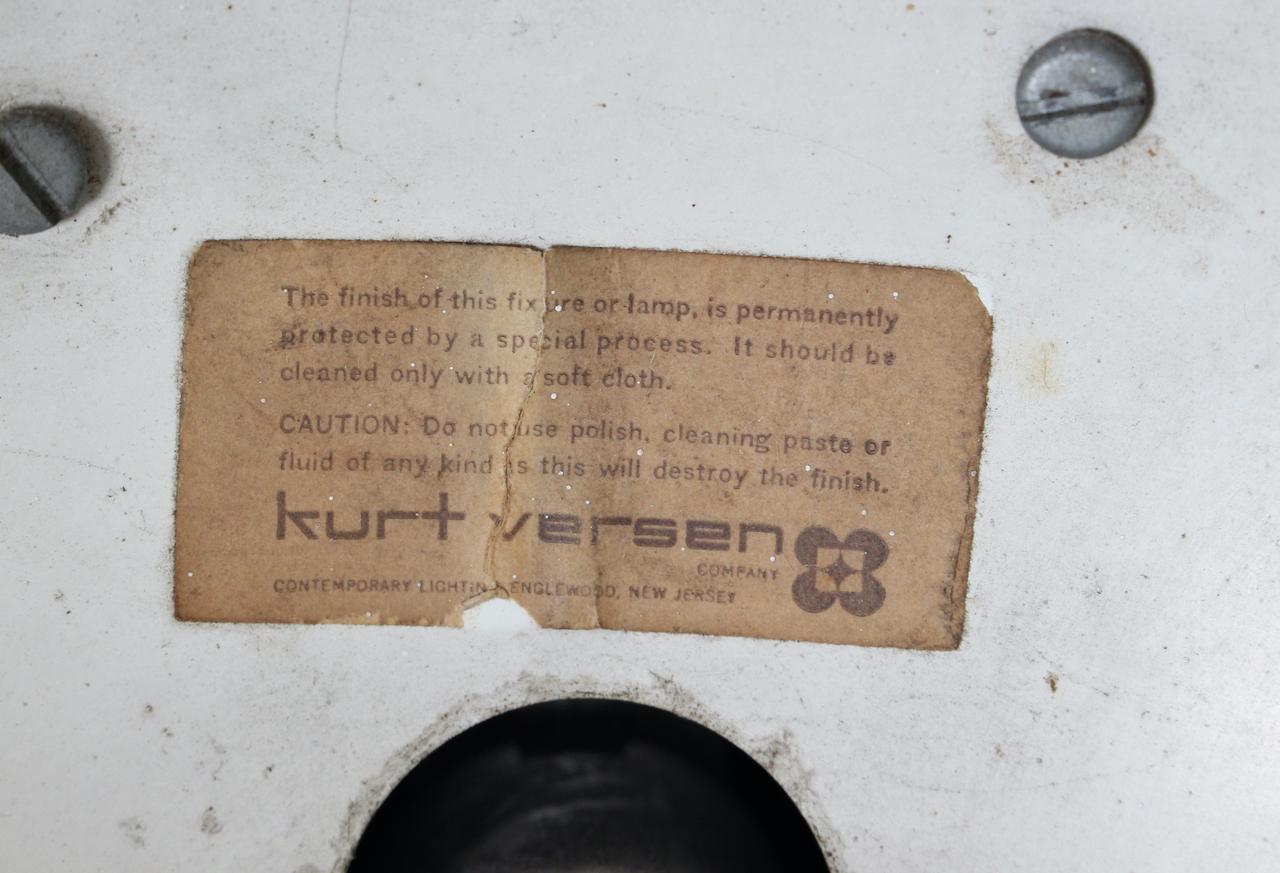 The finish of this fixture or lamp, is permanently
protected by a special process. It should be
cleaned only with a soft cloth.
CAUTION: Do not use polish, cleaning paste or
fluid of any kind as this will destroy the finish.
kurt versen
COMPANY
CONTEMPORARY LIGHTING ENGLEWOOD, NEW JERSEY